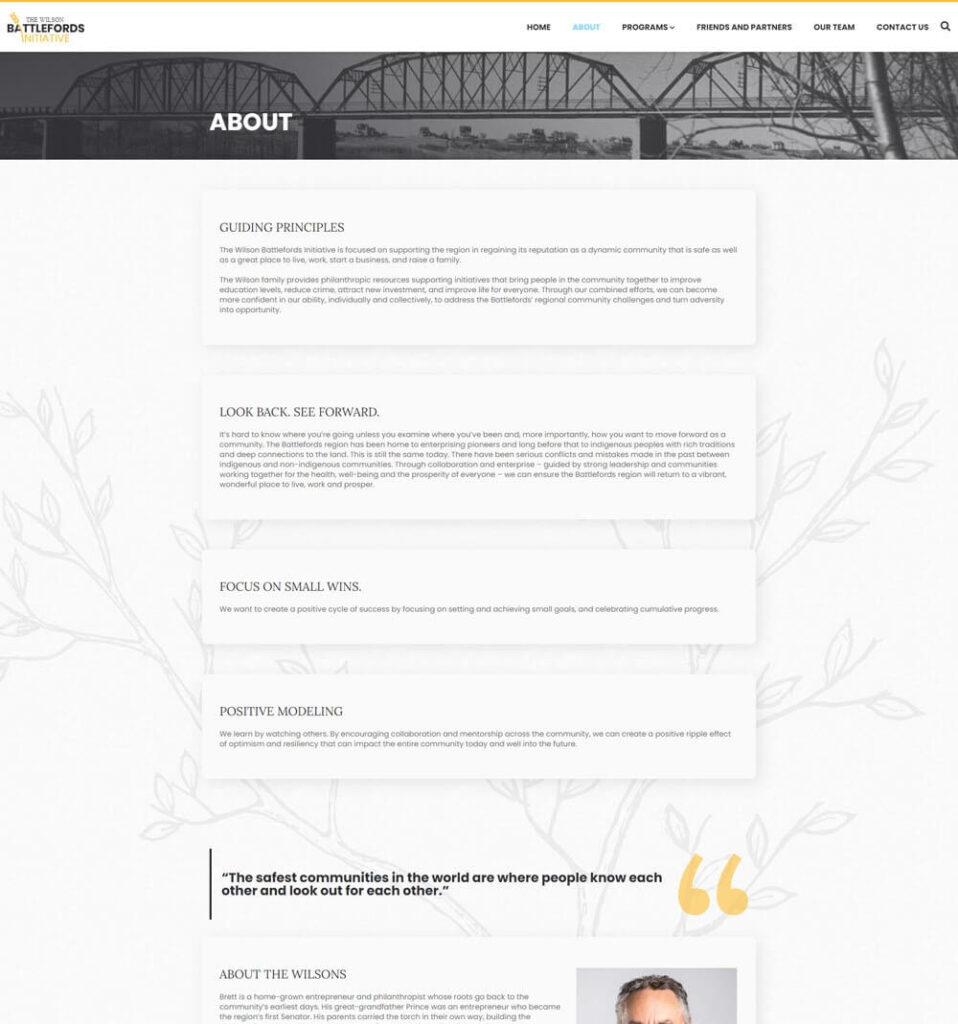 THE WILSON
BATTLEFORDS
INITIATIVE
HOME
ABOUT
PROGRAMS
FRIENDS AND PARTNERS
OUR TEAM
CONTACT US
ABOUT
GUIDING PRINCIPLES
The Wilson Battlefords Initiative is focused on supporting the region in regaining its reputation as a dynamic community that is safe as well
as a great place to live, work, start a business, and raise a family.
The Wilson family provides philanthropic resources supporting initiatives that bring people in the community together to improve
education levels, reduce crime, attract new investment, and improve life for everyone. Through our combined efforts, we can become
more confident in our ability, individually and collectively, to address the Battlefords' regional community challenges and turn adversity
into opportunity.
LOOK BACK. SEE FORWARD.
It's hard to know where you're going unless you examine where you've been and, more importantly, how you want to move forward as a
community. The Battlefords region has been home to enterprising pioneers and long before that to indigenous peoples with rich traditions
and deep connections to the land. This is still the same today. There have been serious conflicts and mistakes made in the past between
indigenous and non-indigenous communities. Through collaboration and enterprise – guided by strong leadership and communities
working together for the health, well-being and the prosperity of everyone – we can ensure the Battlefords region will return to a vibrant,
wonderful place to live, work and prosper.
FOCUS ON SMALL WINS.
We want to create a positive cycle of success by focusing on setting and achieving small goals, and celebrating cumulative progress.
POSITIVE MODELING
We learn by watching others. By encouraging collaboration and mentorship across the community, we can create a positive ripple effect
of optimism and resiliency that can impact the entire community today and well into the future.
"The safest communities in the world are where people know each
other and look out for each other."
ABOUT THE WILSONS
Brett is a home-grown entrepreneur and philanthropist whose roots go back to the
community's earliest days. His great-grandfather Prince was an entrepreneur who became
the region's first Senator. His parents carried the torch in their own way, building the